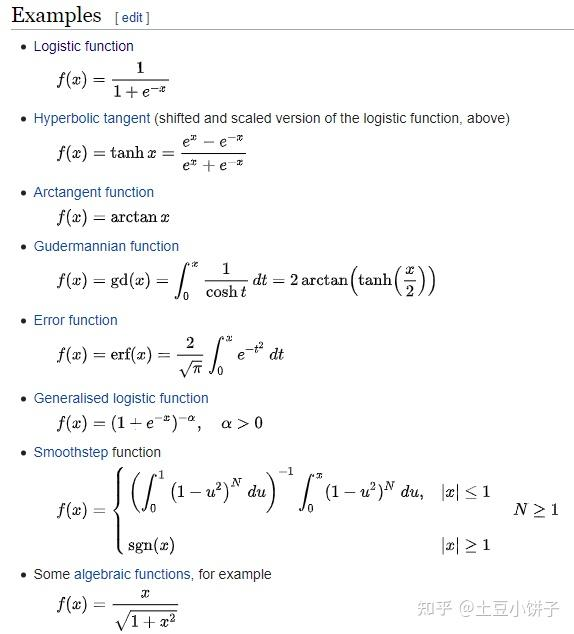 Examples [edit]
• Logistic function
f(x) = 1 / (1 + e^{-x})
• Hyperbolic tangent (shifted and scaled version of the logistic function, above)
f(x) = tanh x = (e^x − e^{-x}) / (e^x + e^{-x})
• Arctangent function
f(x) = arctan x
• Gudermannian function
f(x) = gd(x) = ∫_0^x 1/(cosh t) dt = 2 arctan(tanh(x/2))
• Error function
f(x) = erf(x) = 2/√π ∫_0^x e^{-t^2} dt
• Generalised logistic function
f(x) = (1 + e^{-x})^{-α}, α > 0
• Smoothstep function
f(x) = { (∫_0^1 (1 − u^2)^N du)^{-1} ∫_0^x (1 − u^2)^N du, |x| ≤ 1
sgn(x) |x| ≥ 1
N ≥ 1
• Some algebraic functions, for example
f(x) = x / √(1 + x^2)
知乎 @土豆小饼子